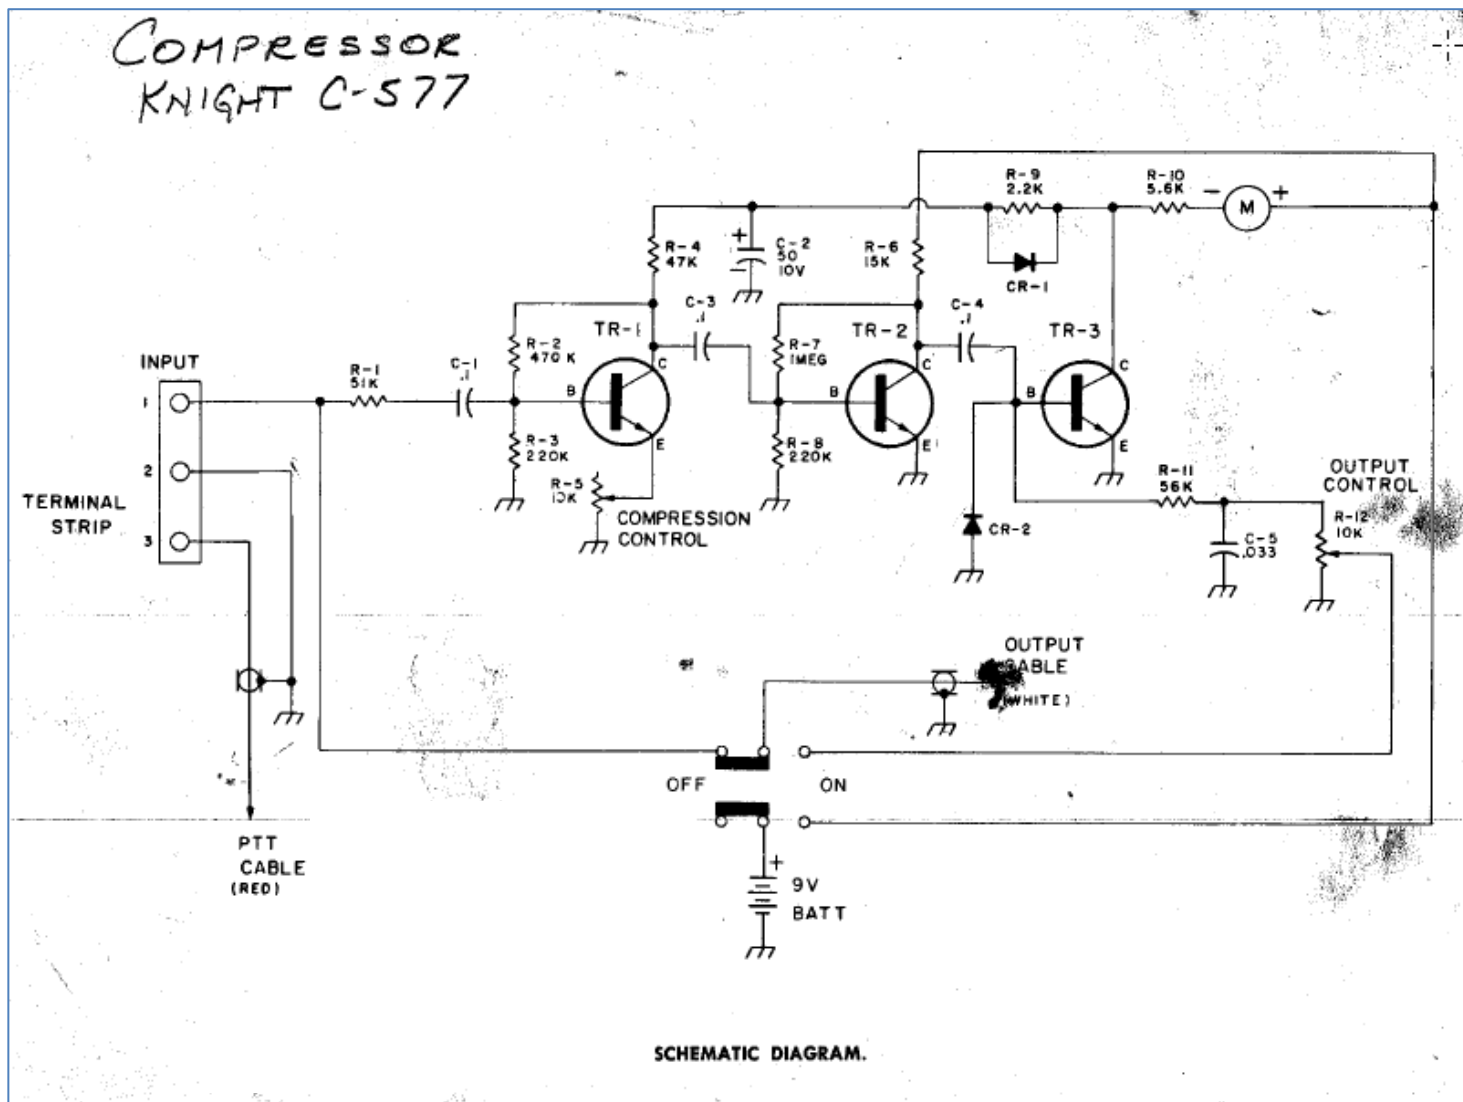 COMPRESSOR
KNIGHT C-577
R-9
2.2K
R-10
5.6K
- M +
R-4
47K
+
C-2
50
10V
-
R-6
15K
CR-1
C-3
.1
C-4
.1
TR-1
TR-2
TR-3
R-2
470K
R-7
1MEG
INPUT
R-1
51K
C-1
.1
C
C
C
1
B
B
B
R-3
220K
E
R-8
220K
E
E
2
R-5
10K
R-11
56K
OUTPUT
CONTROL
TERMINAL
STRIP
COMPRESSION
CONTROL
CR-2
R-12
10K
3
C-5
.033
OUTPUT
CABLE
(WHITE)
OFF
ON
PTT
CABLE
(RED)
+
9V
BATT
SCHEMATIC DIAGRAM.